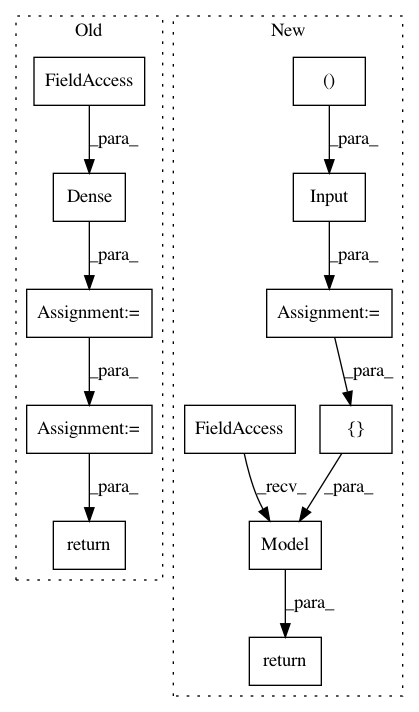 Old
FieldAccess
_para_
Dense
_para_
Assignment:=
_para_
Assignment:=
_para_
return
New
()
_para_
Input
_para_
Assignment:=
_para_
FieldAccess
{}
_recv_
_para_
Model
_para_
return